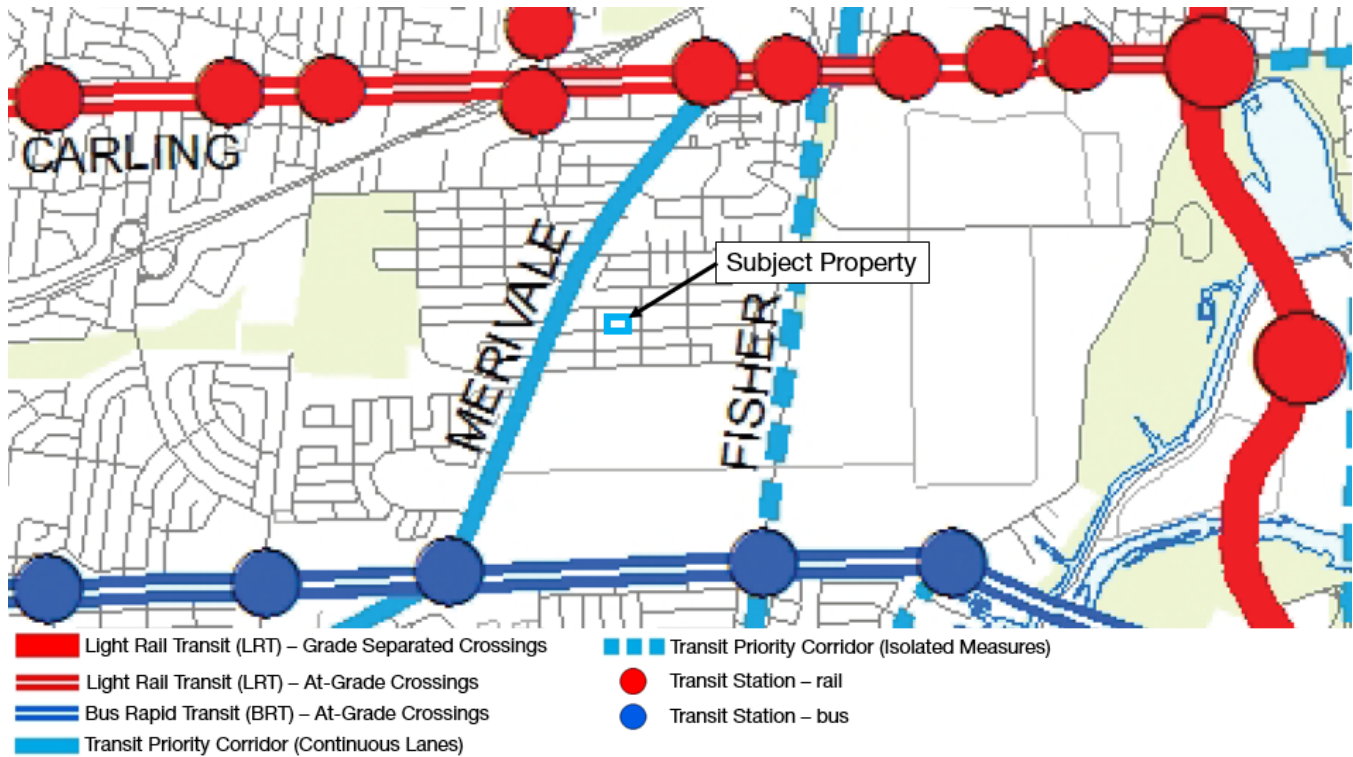 CARLING
MERIVALE
Subject Property
FISHER
Light Rail Transit (LRT) – Grade Separated Crossings
Light Rail Transit (LRT) – At-Grade Crossings
Bus Rapid Transit (BRT) – At-Grade Crossings
Transit Priority Corridor (Continuous Lanes)
Transit Priority Corridor (Isolated Measures)
Transit Station – rail
Transit Station – bus